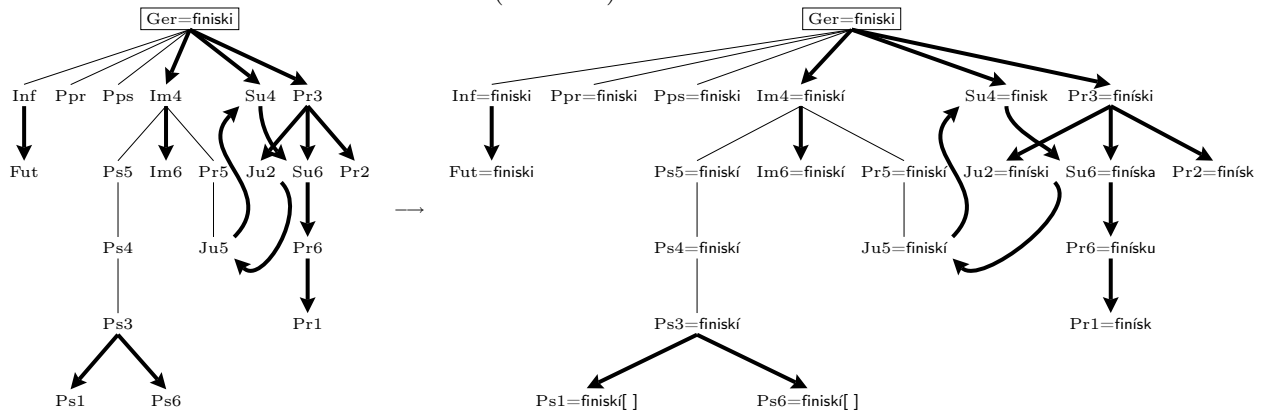 Ger=finiski Ger=finiski
Inf Ppr Pps Im4 Su4 Pr3 Inf=finiski Ppr=finiski Pps=finiski Im4=finiskí Su4=finisk Pr3=finíski
Fut Ps5 Im6 Pr5 Ju2 Su6 Pr2 Fut=finiski Ps5=finiskí Im6=finiskí Pr5=finiskí Ju2=finíski Su6=finíska Pr2=finísk
→
Ps4 Ju5 Pr6 Ps4=finiskí Ju5=finiskí Pr6=finísku
Ps3 Pr1 Ps3=finiskí Pr1=finísk
Ps1 Ps6 Ps1=finiskí[ ] Ps6=finiskí[ ]